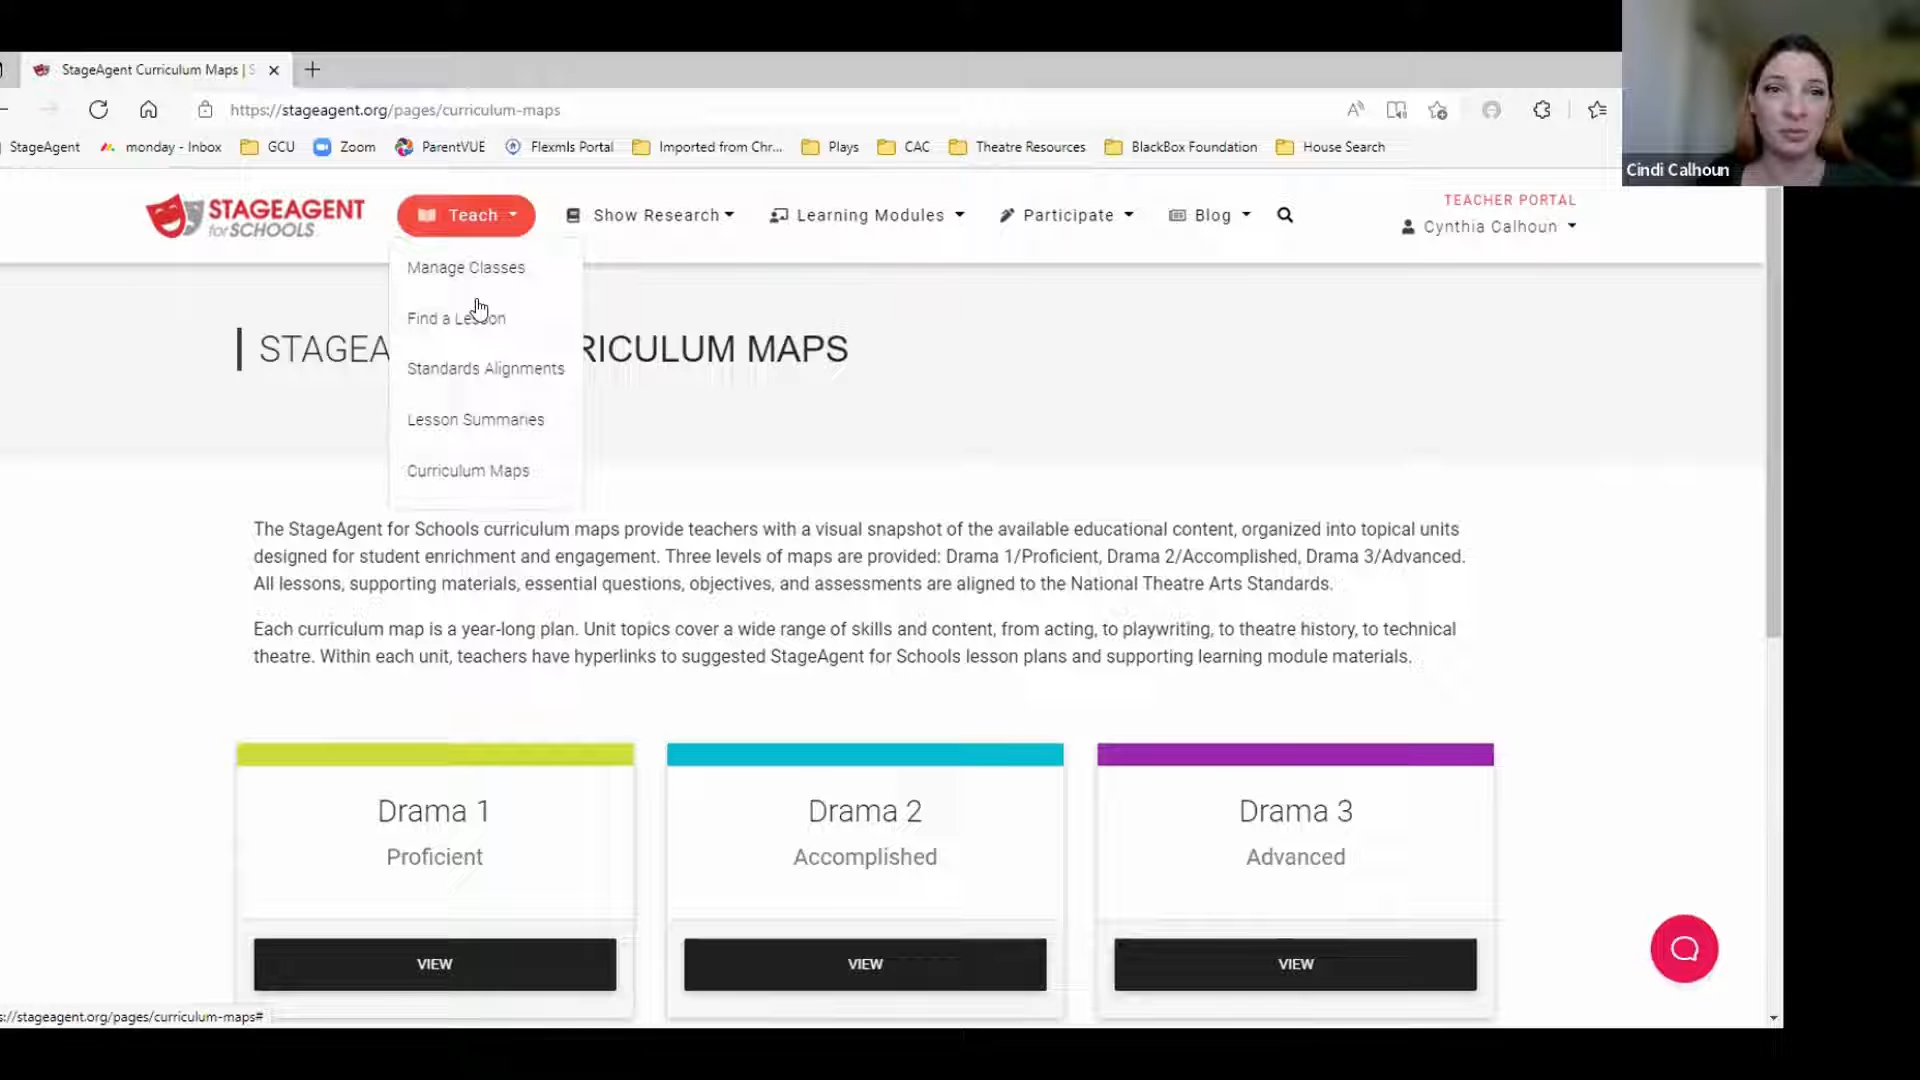 StageAgent Curriculum Maps | S
https://stageagent.org/pages/curriculum-maps
StageAgent
monday - Inbox
GCU
Zoom
ParentVUE
Flexmls Portal
Imported from Chr...
Plays
CAC
Theatre Resources
BlackBox Foundation
House Search
Cindi Calhoun
STAGEAGENT
for SCHOOLS
Teach
Show Research
Learning Modules
Participate
Blog
TEACHER PORTAL
Cynthia Calhoun
Manage Classes
Find a Lesson
Standards Alignments
Lesson Summaries
Curriculum Maps
STAGEA RICULUM MAPS
The StageAgent for Schools curriculum maps provide teachers with a visual snapshot of the available educational content, organized into topical units
designed for student enrichment and engagement. Three levels of maps are provided: Drama 1/Proficient, Drama 2/Accomplished, Drama 3/Advanced.
All lessons, supporting materials, essential questions, objectives, and assessments are aligned to the National Theatre Arts Standards.
Each curriculum map is a year-long plan. Unit topics cover a wide range of skills and content, from acting, to playwriting, to theatre history, to technical
theatre. Within each unit, teachers have hyperlinks to suggested StageAgent for Schools lesson plans and supporting learning module materials.
Drama 1
Proficient
VIEW
Drama 2
Accomplished
VIEW
Drama 3
Advanced
VIEW
s://stageagent.org/pages/curriculum-maps#